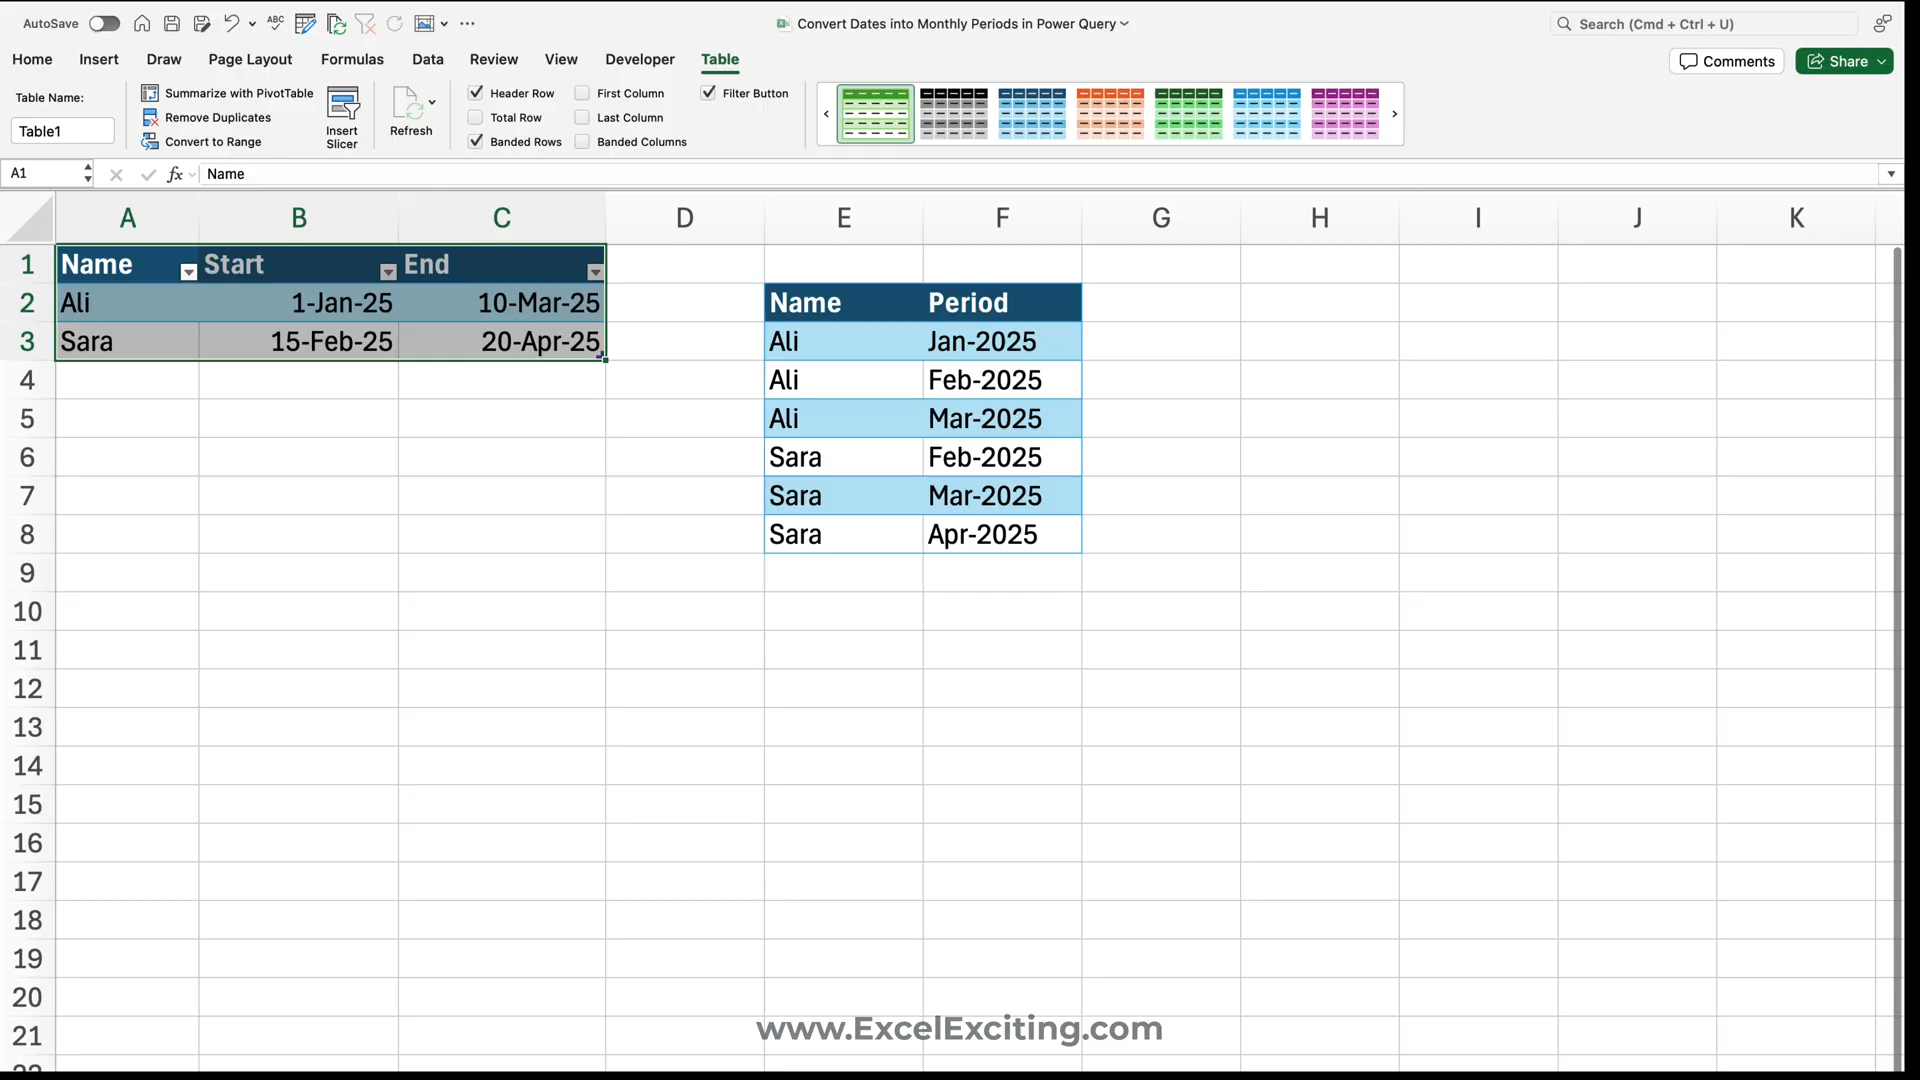 AutoSave
Convert Dates into Monthly Periods in Power Query
Search (Cmd + Ctrl + U)
Home Insert Draw Page Layout Formulas Data Review View Developer Table
Comments Share
Table Name:
Table1
Summarize with PivotTable
Remove Duplicates
Convert to Range
Insert
Slicer
Refresh
Header Row First Column Filter Button
Total Row Last Column
Banded Rows Banded Columns
A1 fx Name
A B C D E F G H I J K
1 Name Start End
2 Ali 1-Jan-25 10-Mar-25 Name Period
3 Sara 15-Feb-25 20-Apr-25 Ali Jan-2025
4 Ali Feb-2025
5 Ali Mar-2025
6 Sara Feb-2025
7 Sara Mar-2025
8 Sara Apr-2025
9
10
11
12
13
14
15
16
17
18
19
20
www.ExcelExciting.com
21